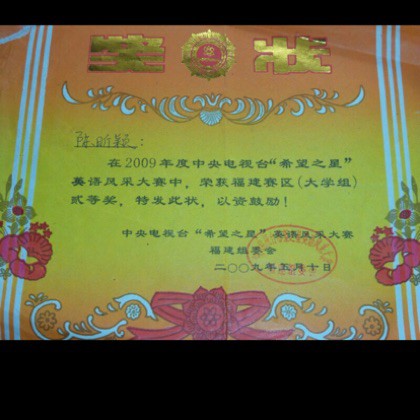 奖 状
陈昕颖：
在2009年度中央电视台“希望之星”
英语风采大赛中，荣获福建赛区(大学组)
贰等奖，特发此状，以资鼓励！
中央电视台“希望之星”英语风采大赛
福建组委会
二〇〇九年五月十日